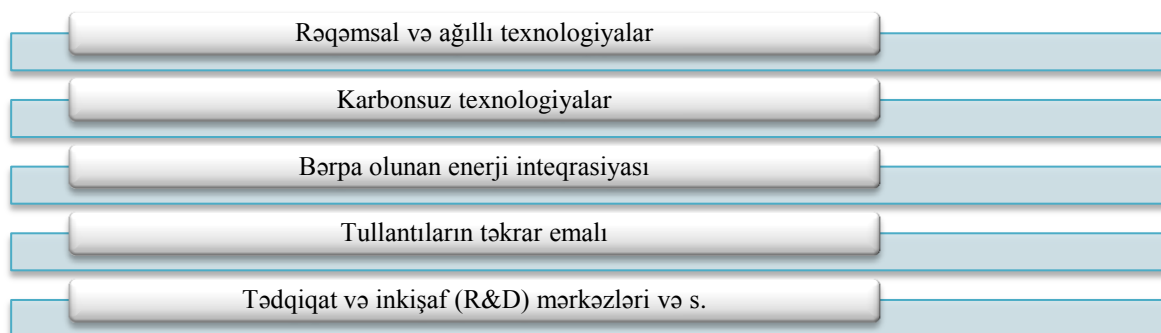 Rəqəmsal və ağıllı texnologiyalar
Karbonsuz texnologiyalar
Bərpa olunan enerji inteqrasiyası
Tullantıların təkrar emalı
Tədqiqat və inkişaf (R&D) mərkəzləri və s.